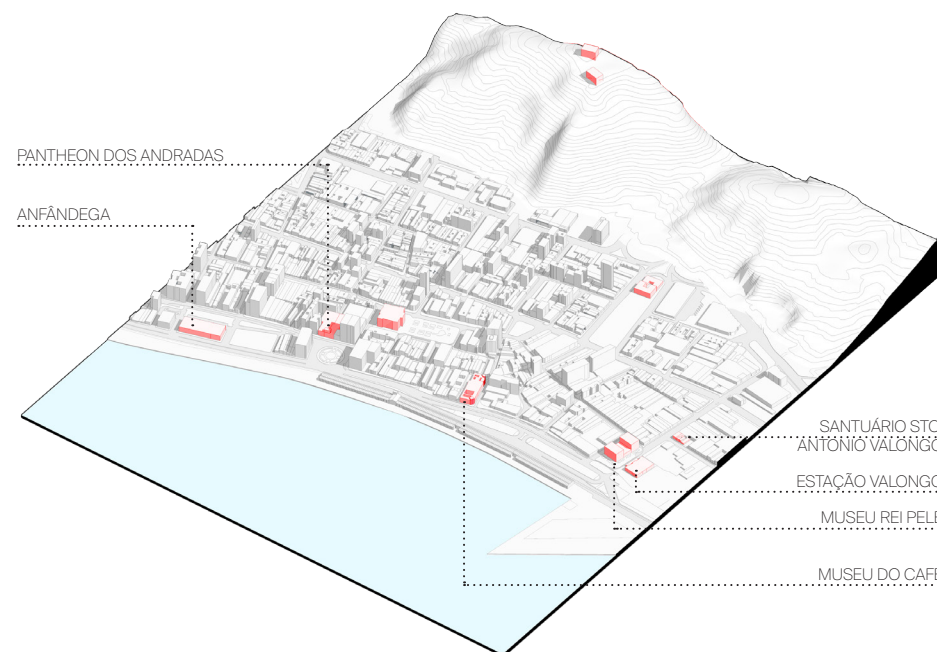 PANTHEON DOS ANDRADAS
ANFÂNDEGA
SANTUÁRIO STO
ANTONIO VALONGO
ESTAÇÃO VALONGO
MUSEU REI PELE
MUSEU DO CAFE